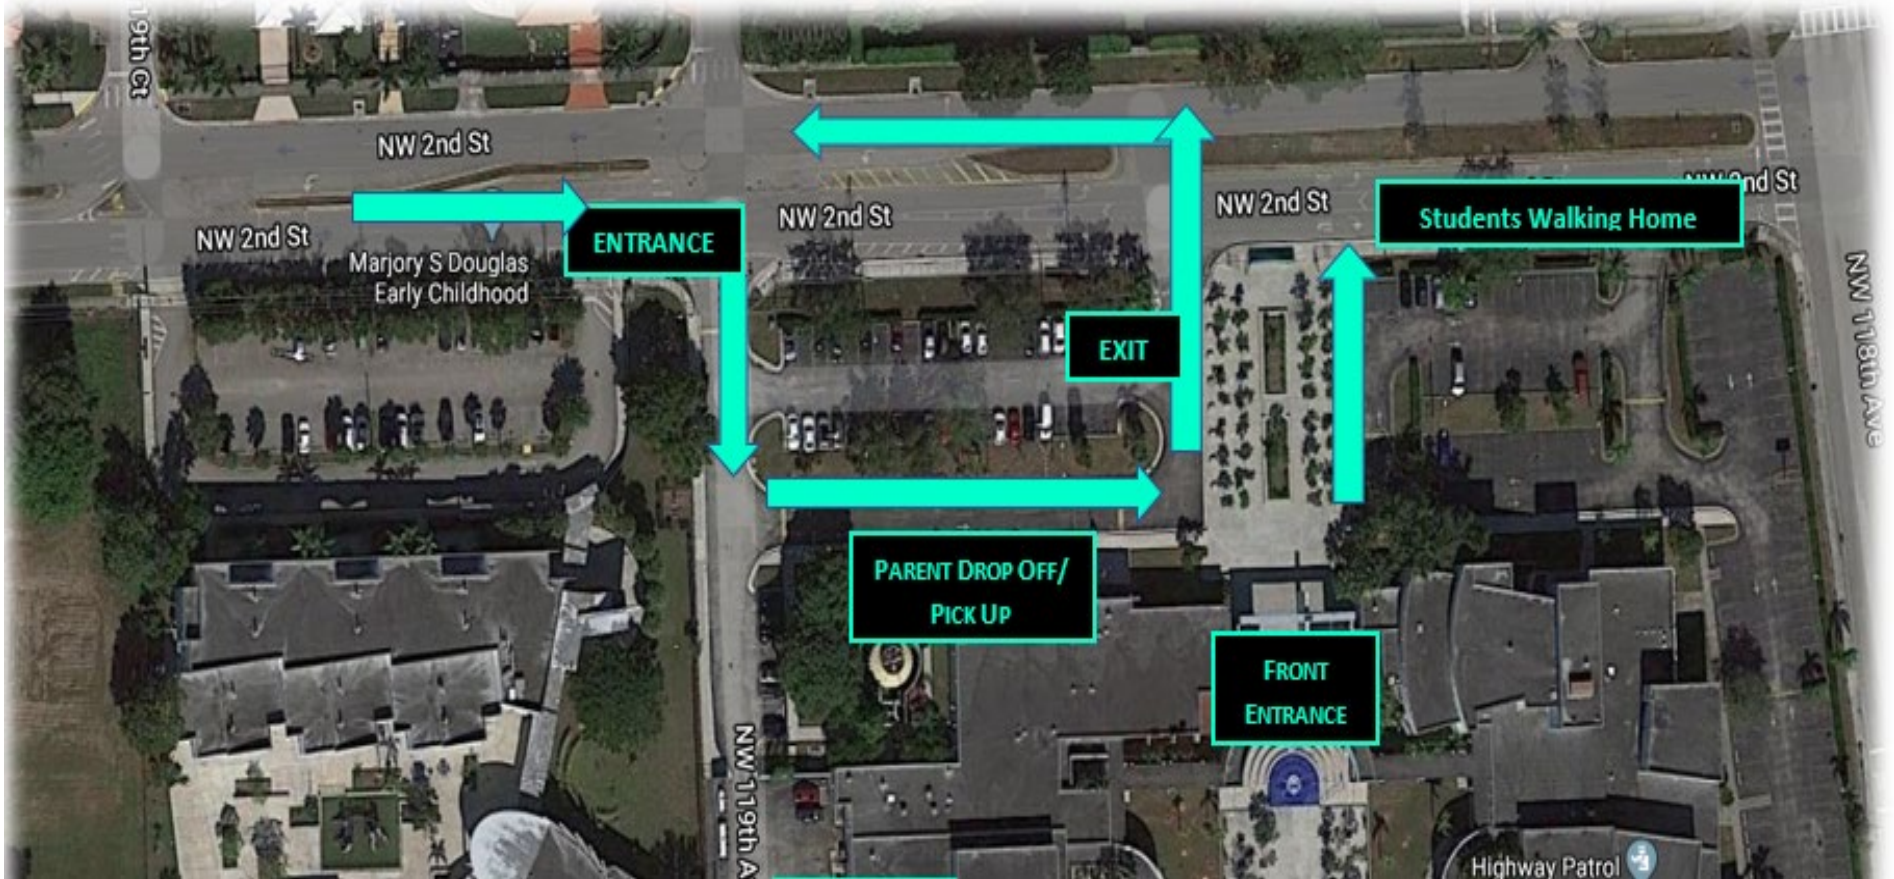 19th Ct
NW 2nd St
NW 2nd St
Marjory S Douglas
Early Childhood
ENTRANCE
NW 2nd St
NW 2nd St
Students Walking Home
NW 2nd St
NW 118th Ave
EXIT
PARENT DROP OFF/
PICK UP
FRONT
ENTRANCE
NW 119th A
Highway Patrol